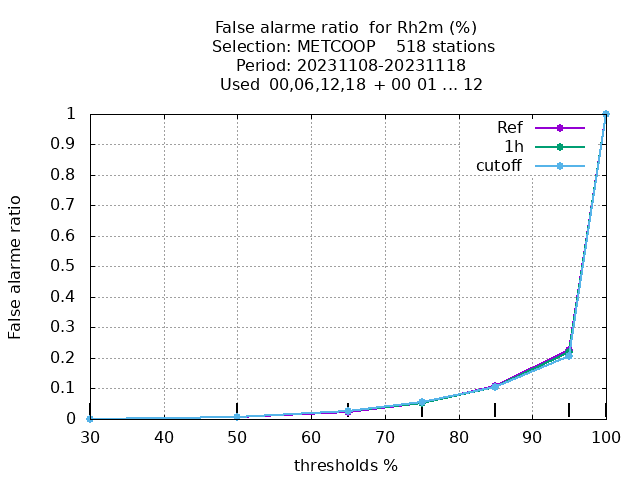 False alarme ratio  for Rh2m (%)
Selection: METCOOP    518 stations
Period: 20231108-20231118
Used  00,06,12,18  + 00 01 ... 12
Ref
1h
cutoff
False alarme ratio
1
0.9
0.8
0.7
0.6
0.5
0.4
0.3
0.2
0.1
0
30 40 50 60 70 80 90 100
thresholds %